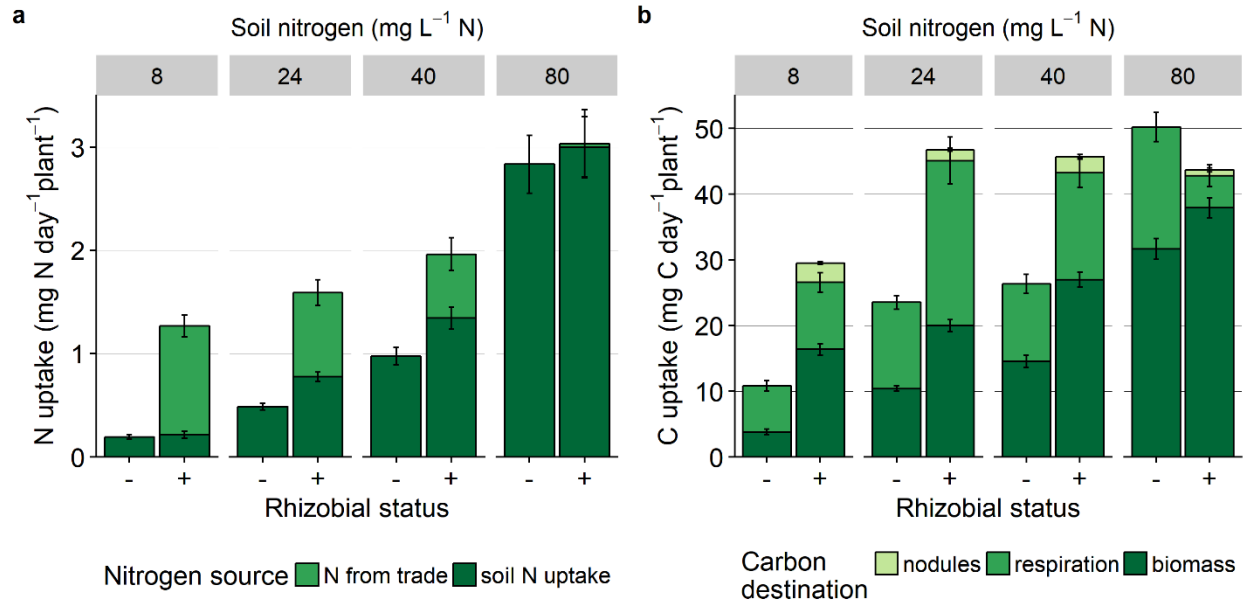 a
Soil nitrogen (mg L⁻¹ N)
8 24 40 80
N uptake (mg N day⁻¹plant⁻¹)
3
2
1
0
- + - + - + - +
Rhizobial status
Nitrogen source N from trade soil N uptake
b
Soil nitrogen (mg L⁻¹ N)
8 24 40 80
C uptake (mg C day⁻¹plant⁻¹)
50
40
30
20
10
0
- + - + - + - +
Rhizobial status
Carbon
destination
nodules respiration biomass